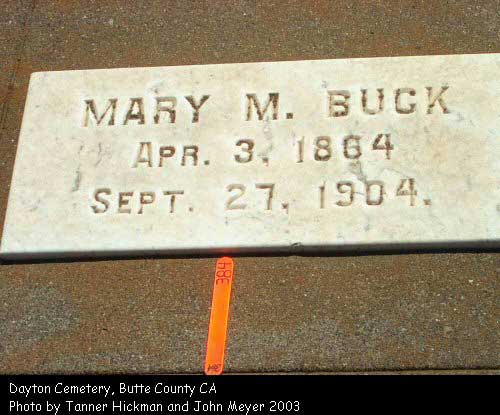 MARY M. BUCK
APR. 3, 1864
SEPT. 27, 1904.
384
Dayton Cemetery, Butte County CA
Photo by Tanner Hickman and John Meyer 2003